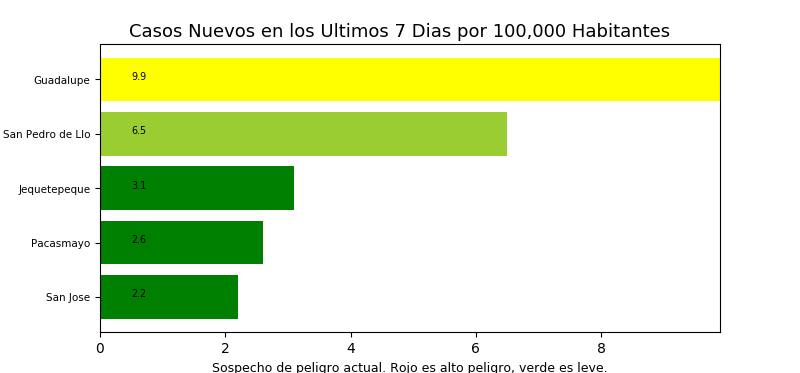 Casos Nuevos en los Ultimos 7 Dias por 100,000 Habitantes
Guadalupe 9.9
San Pedro de Llo 6.5
Jequetepeque 3.1
Pacasmayo 2.6
San Jose 2.2
0 2 4 6 8
Sospecho de peligro actual. Rojo es alto peligro, verde es leve.